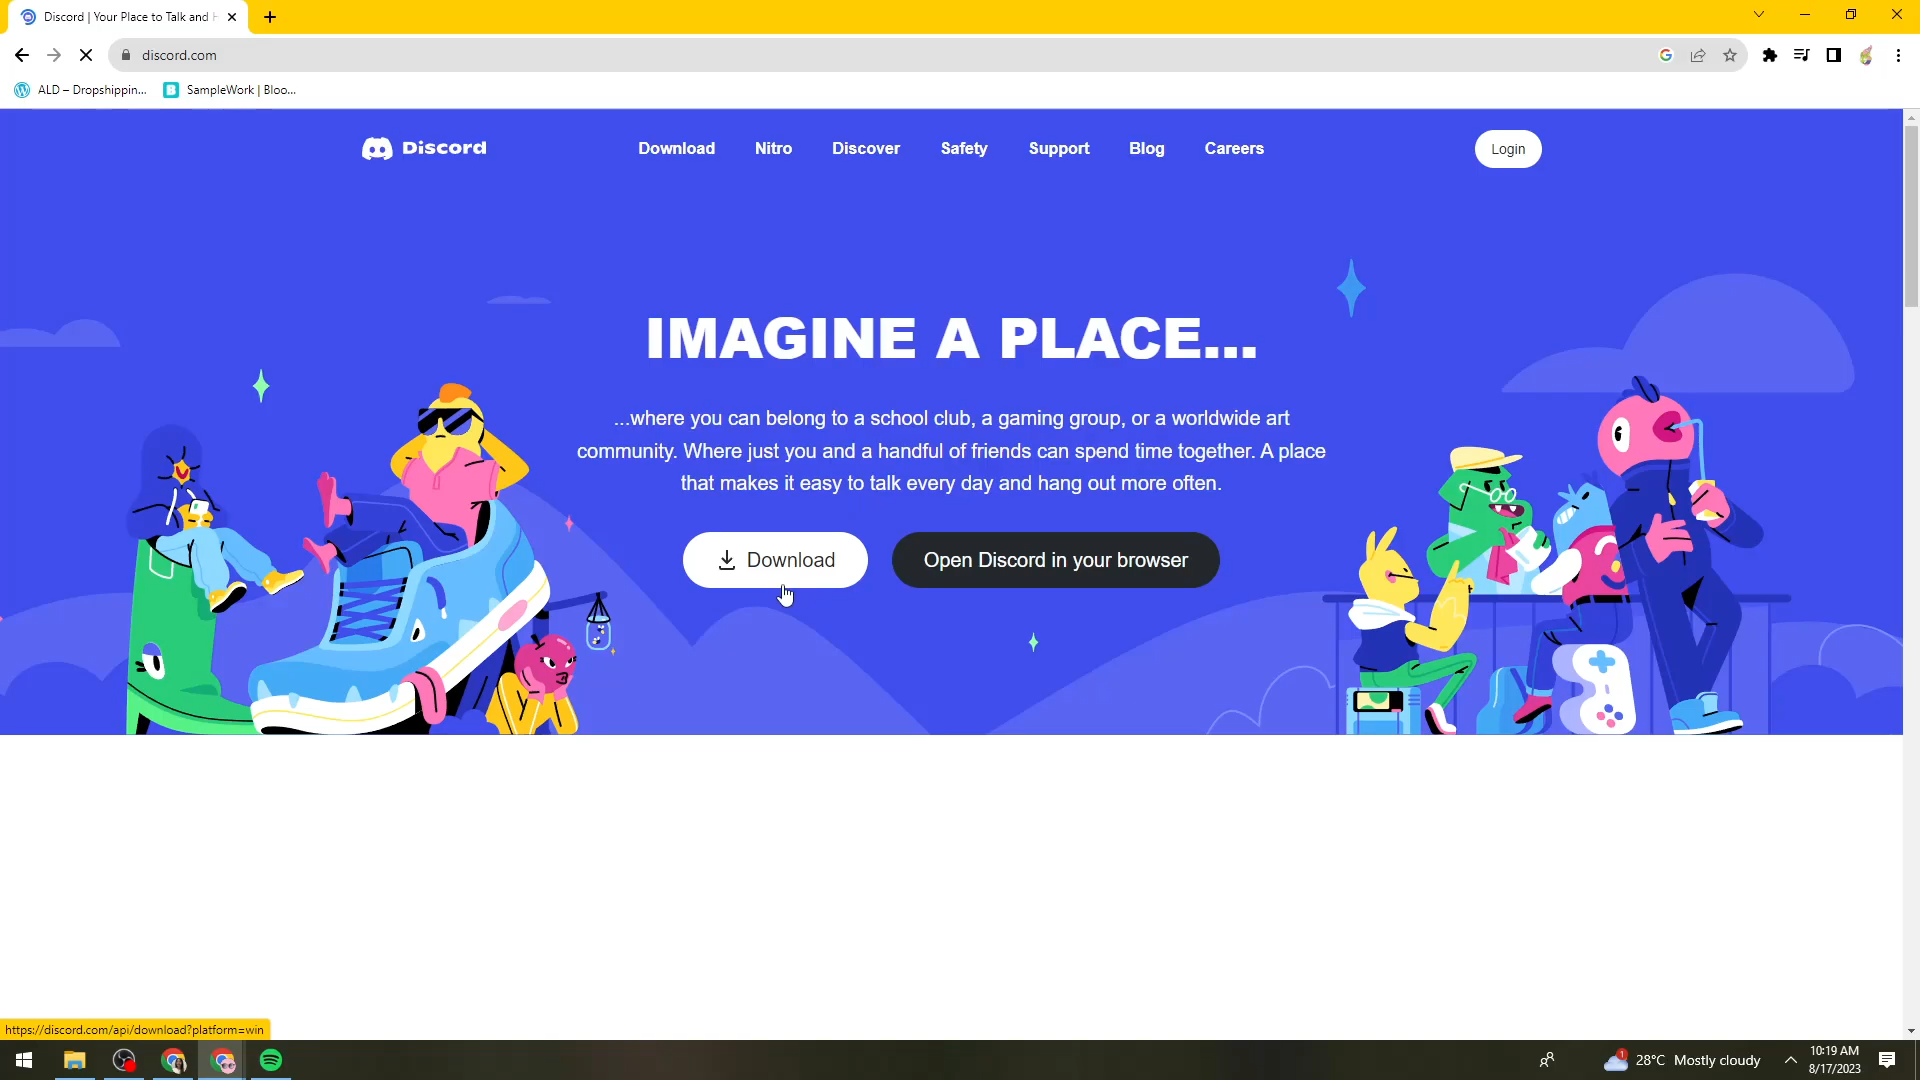 Discord | Your Place to Talk and H
discord.com
ALD – Dropshippin...
B SampleWork | Bloo...
Discord
Download Nitro Discover Safety Support Blog Careers
Login
IMAGINE A PLACE...
...where you can belong to a school club, a gaming group, or a worldwide art
community. Where just you and a handful of friends can spend time together. A place
that makes it easy to talk every day and hang out more often.
Download
Open Discord in your browser
https://discord.com/api/download?platform=win
1
28°C Mostly cloudy
10:19 AM
8/17/2023